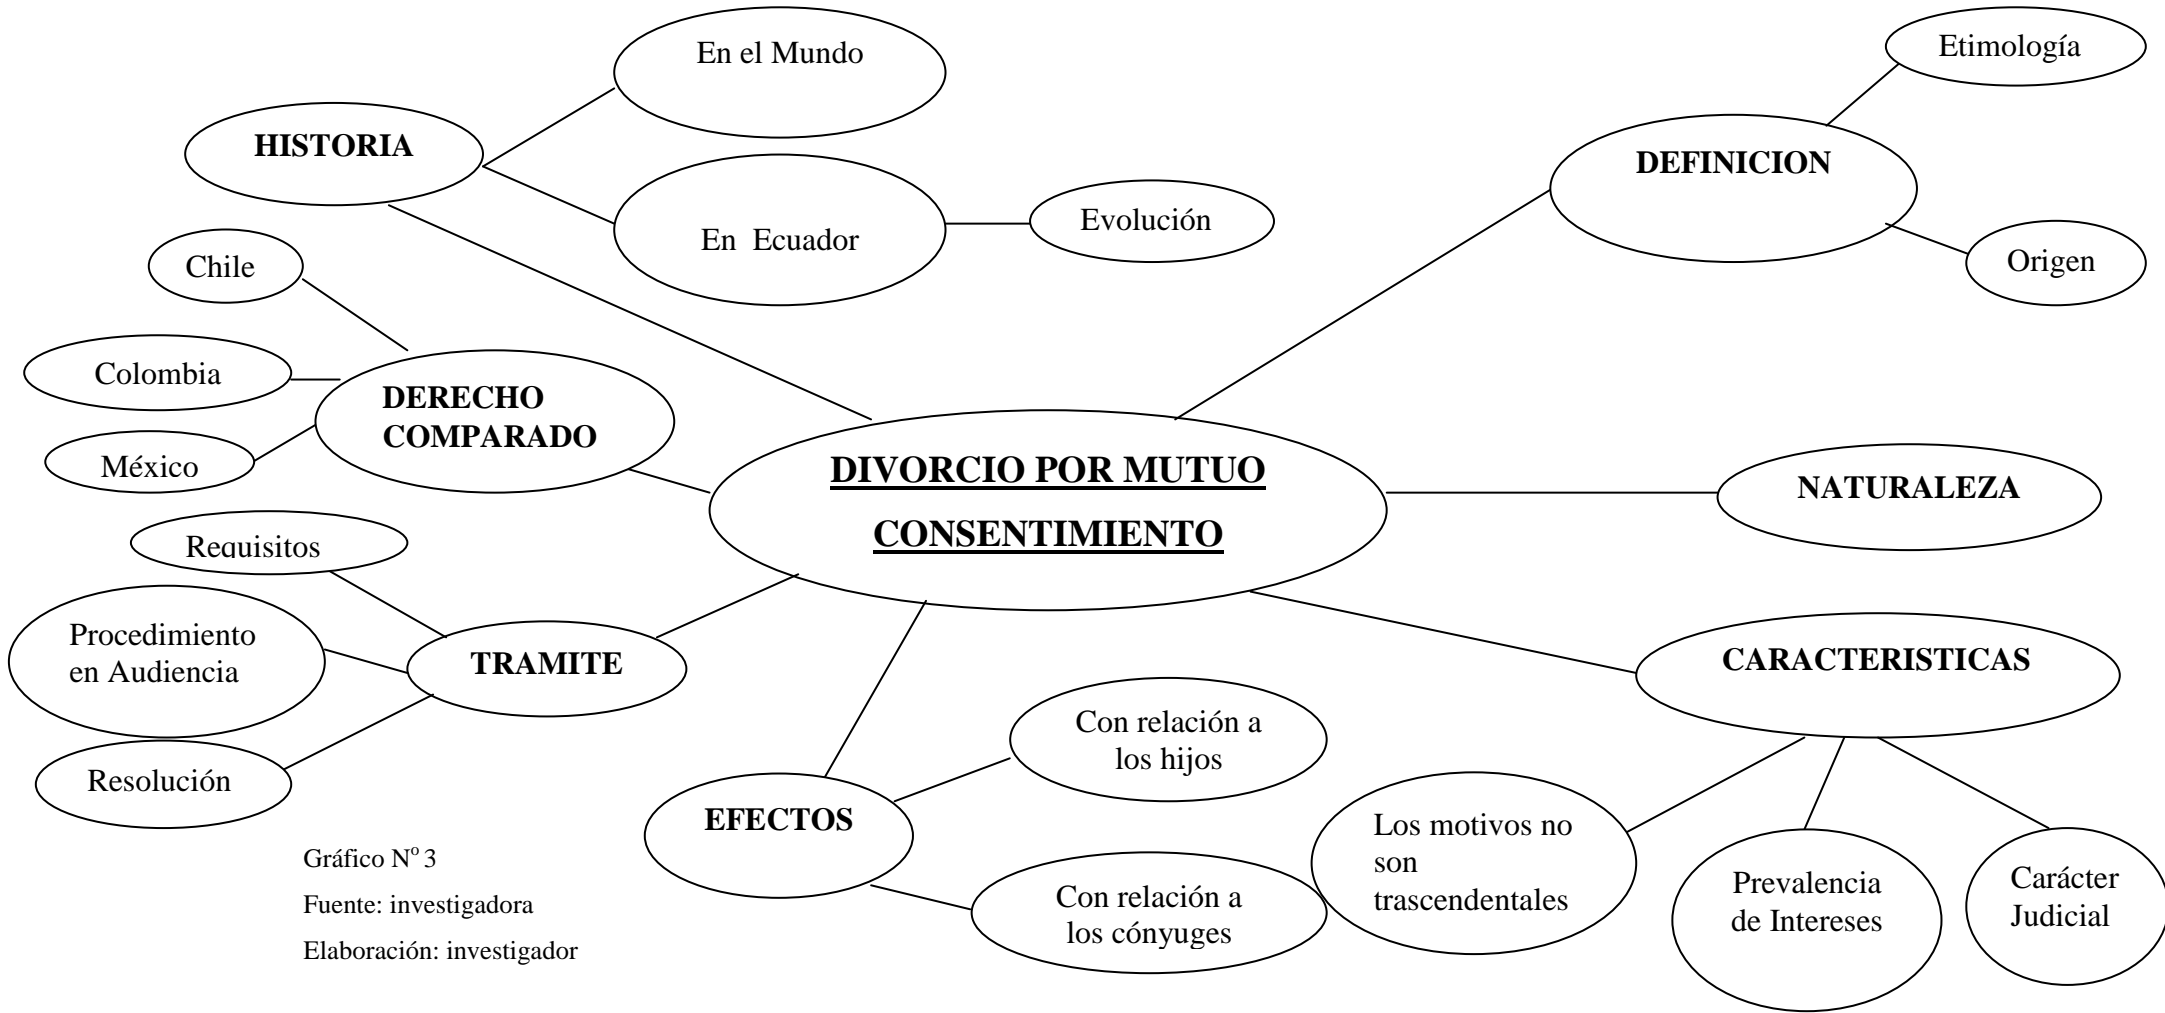 En el Mundo
Etimología
HISTORIA
DEFINICION
En Ecuador
Evolución
Origen
Chile
Colombia
México
DERECHO
COMPARADO
DIVORCIO POR MUTUO
CONSENTIMIENTO
NATURALEZA
Requisitos
Procedimiento
en Audiencia
Resolución
TRAMITE
CARACTERISTICAS
EFECTOS
Con relación a
los hijos
Con relación a
los cónyuges
Los motivos no
son
trascendentales
Prevalencia
de Intereses
Carácter
Judicial
Gráfico Nº 3
Fuente: investigadora
Elaboración: investigador